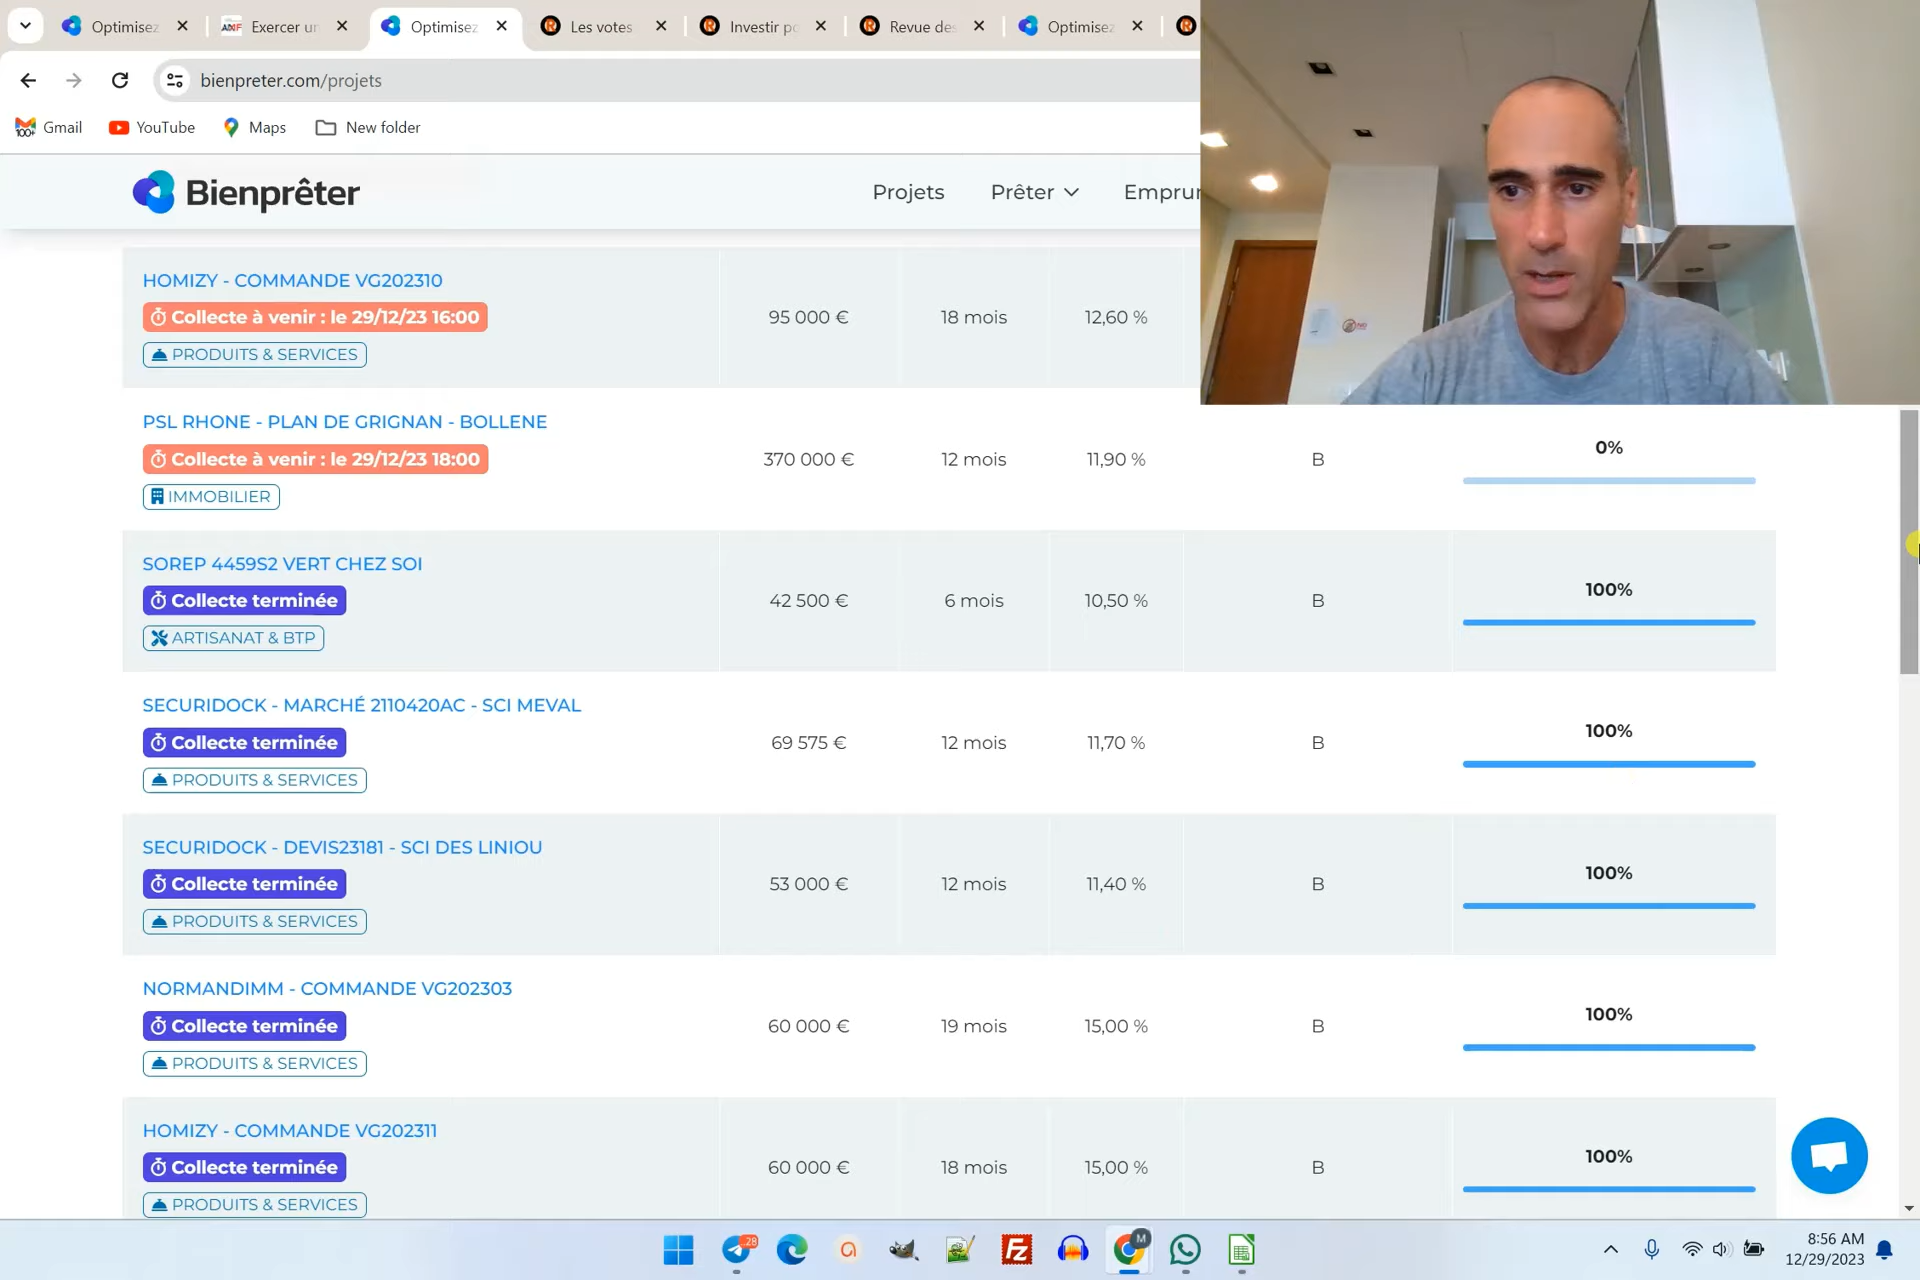 Optimisez
Exercer un
Optimisez
Les votes
Investir po
Revue des
Optimisez
bienpreter.com/projets
Gmail
YouTube
Maps
New folder
Bienprêter
Projets
Prêter
Emprun
HOMIZY - COMMANDE VG202310
Collecte à venir : le 29/12/23 16:00
PRODUITS & SERVICES
95 000 €
18 mois
12,60 %
PSL RHONE - PLAN DE GRIGNAN - BOLLENE
Collecte à venir : le 29/12/23 18:00
IMMOBILIER
370 000 €
12 mois
11,90 %
B
0%
SOREP 4459S2 VERT CHEZ SOI
Collecte terminée
ARTISANAT & BTP
42 500 €
6 mois
10,50 %
B
100%
SECURIDOCK - MARCHÉ 2110420AC - SCI MEVAL
Collecte terminée
PRODUITS & SERVICES
69 575 €
12 mois
11,70 %
B
100%
SECURIDOCK - DEVIS23181 - SCI DES LINIOU
Collecte terminée
PRODUITS & SERVICES
53 000 €
12 mois
11,40 %
B
100%
NORMANDIMM - COMMANDE VG202303
Collecte terminée
PRODUITS & SERVICES
60 000 €
19 mois
15,00 %
B
100%
HOMIZY - COMMANDE VG202311
Collecte terminée
PRODUITS & SERVICES
60 000 €
18 mois
15,00 %
B
100%
28
M
8:56 AM
12/29/2023